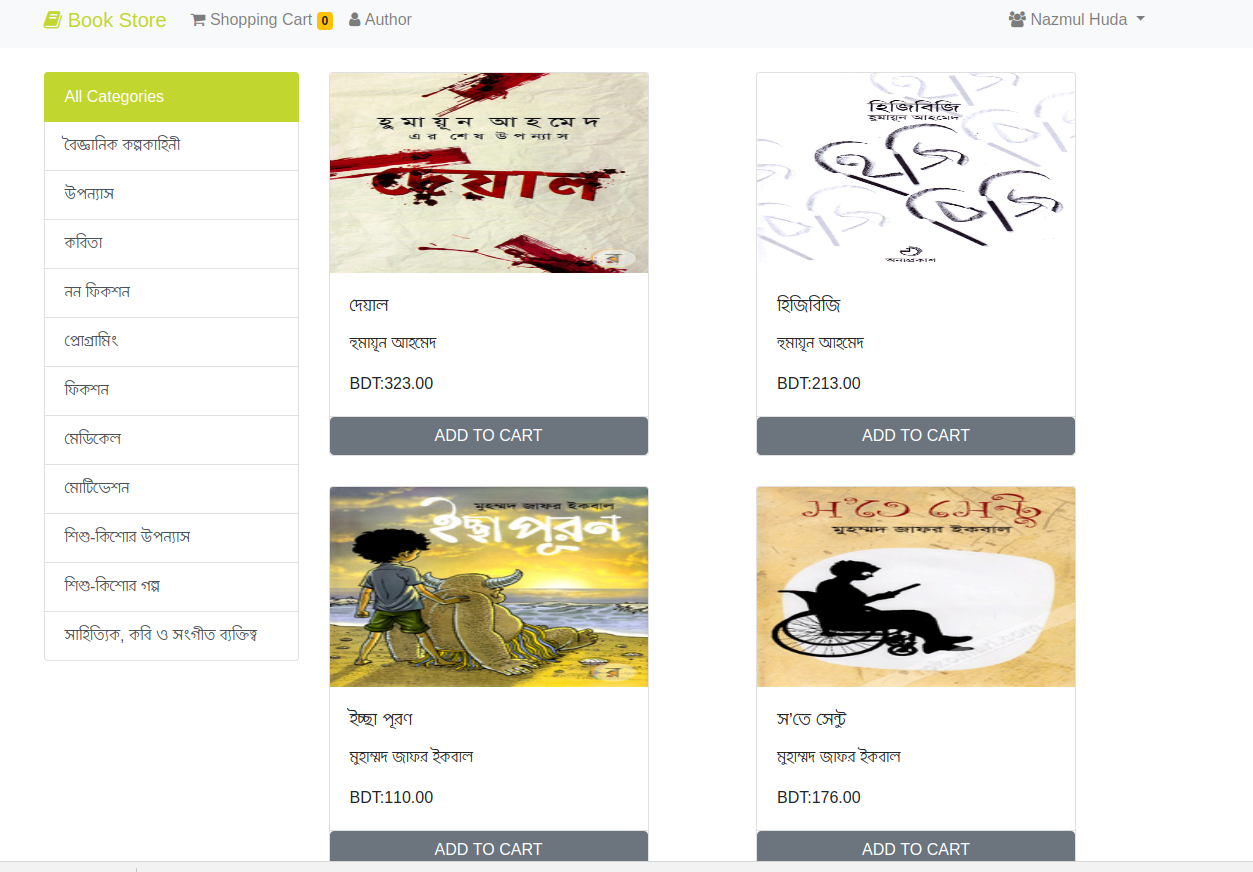 Book Store
Shopping Cart 0
Author
Nazmul Huda
All Categories
বৈজ্ঞানিক কল্পকাহিনী
উপন্যাস
কবিতা
নন ফিকশন
প্রোগ্রামিং
ফিকশন
মেডিকেল
মোটিভেশন
শিশু-কিশোর উপন্যাস
শিশু-কিশোর গল্প
সাহিত্যিক, কবি ও সংগীত ব্যক্তিত্ব
হুমায়ূন আহমেদ
এর শেষ উপন্যাস
দেয়াল
দেয়াল
হুমায়ূন আহমেদ
BDT:323.00
ADD TO CART
হিজিবিজি
হুমায়ূন আহমেদ
হিজি
বিজি
অন্যপ্রকাশ
হিজিবিজি
হুমায়ূন আহমেদ
BDT:213.00
ADD TO CART
মুহম্মদ জাফর ইকবাল
ইচ্ছা পূরণ
ইচ্ছা পূরণ
মুহাম্মদ জাফর ইকবাল
BDT:110.00
ADD TO CART
স'তে সেন্টু
মুহম্মদ জাফর ইকবাল
স'তে সেন্টু
মুহাম্মদ জাফর ইকবাল
BDT:176.00
ADD TO CART